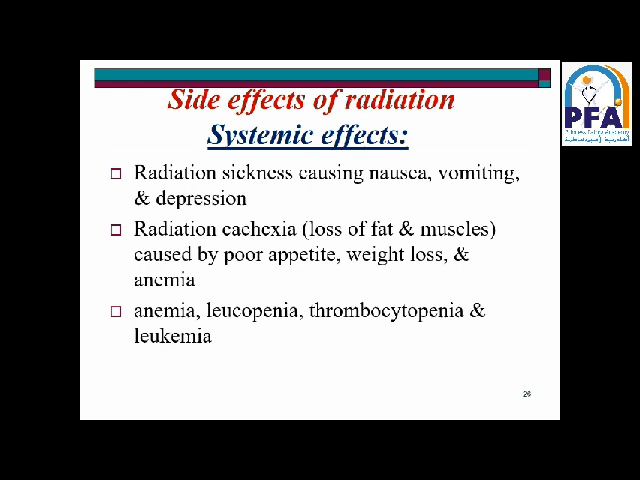 Side effects of radiation
Systemic effects:
Radiation sickness causing nausea, vomiting,
& depression
Radiation cachexia (loss of fat & muscles)
caused by poor appetite, weight loss, &
anemia
anemia, leucopenia, thrombocytopenia &
leukemia
26
PFA